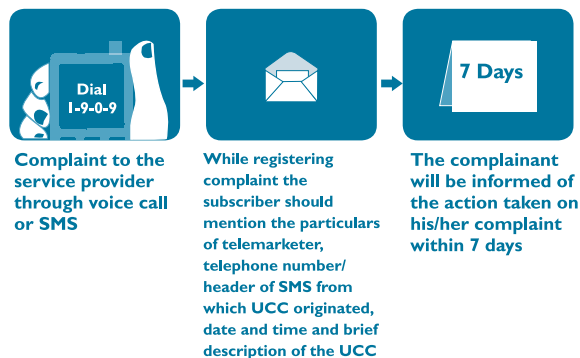 Dial
1-9-0-9
Complaint to the
service provider
through voice call
or SMS
While registering
complaint the
subscriber should
mention the particulars
of telemarketer,
telephone number/
header of SMS from
which UCC originated,
date and time and brief
description of the UCC
7 Days
The complainant
will be informed of
the action taken on
his/her complaint
within 7 days